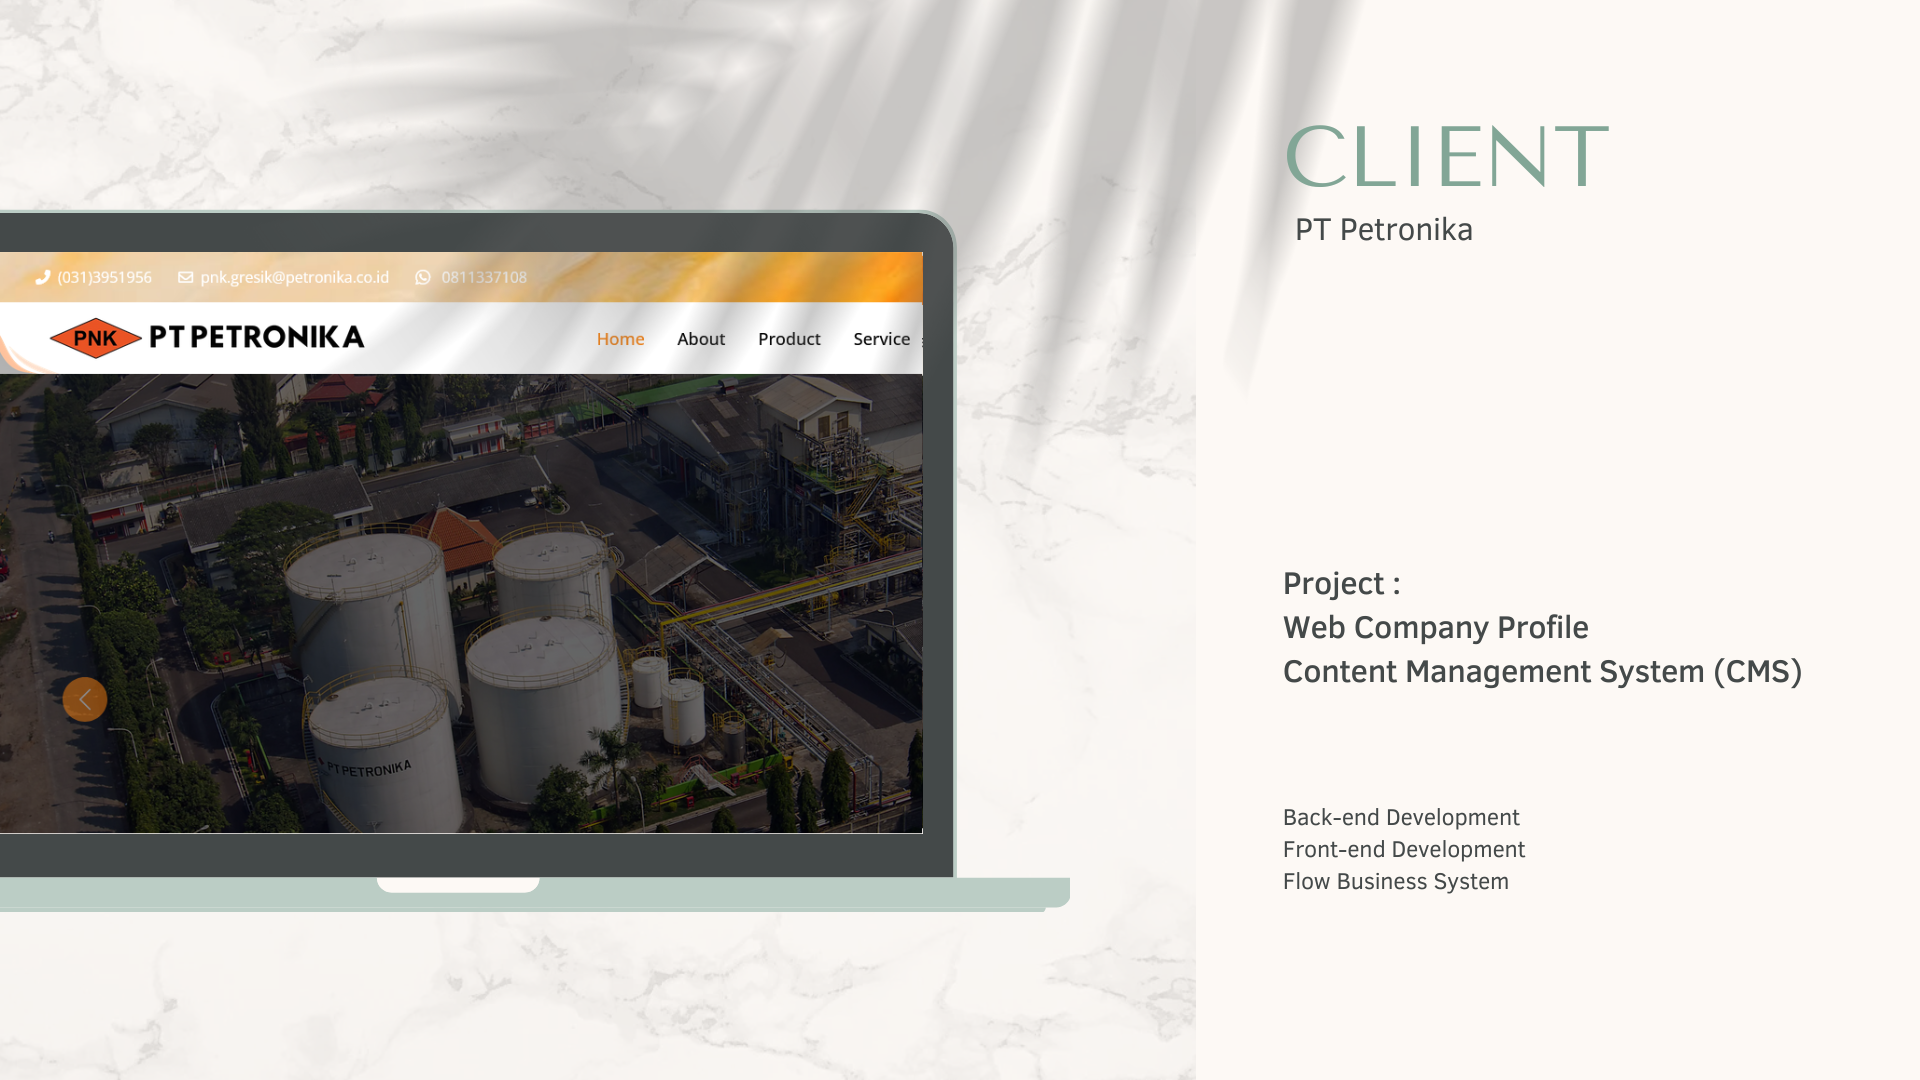 (031)3951956 pnk.gresik@petronika.co.id 0811337108
PNK PT PETRONIKA Home About Product Service
PT PETRONIKA
CLIENT
PT Petronika
Project :
Web Company Profile
Content Management System (CMS)
Back-end Development
Front-end Development
Flow Business System